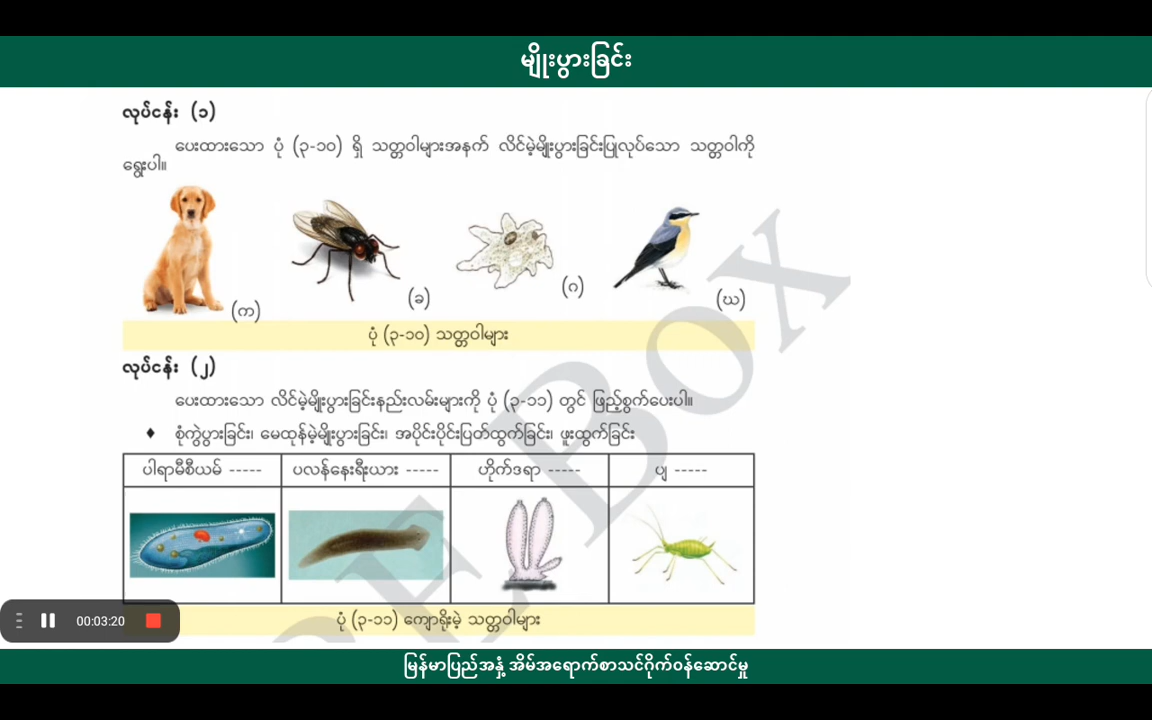 မျိုးပွားခြင်း
လုပ်ငန်း (၁)
ပေးထားသော ပုံ (၃-၁၀) ရှိ သတ္တဝါများအနက် လိင်မဲ့မျိုးပွားခြင်းပြုလုပ်သော သတ္တဝါကို
ရွေးပါ။
(က)
(ခ)
(ဂ)
(ဃ)
ပုံ (၃-၁၀) သတ္တဝါများ
လုပ်ငန်း (၂)
ပေးထားသော လိင်မဲ့မျိုးပွားခြင်းနည်းလမ်းများကို ပုံ (၃-၁၁) တွင် ဖြည့်စွက်ပေးပါ။
♦ စုံကွဲပွားခြင်း၊ မေထုန်မဲ့မျိုးပွားခြင်း၊ အပိုင်းပိုင်းပြတ်ထွက်ခြင်း၊ ဖူးထွက်ခြင်း
ပါရာမီစီယမ် ----- ပလန်နေးရီးယား ----- ဟိုက်ဒရာ ----- ပျ -----
ပုံ (၃-၁၁) ကျောရိုးမဲ့ သတ္တဝါများ
00:03:20
E BOX
မြန်မာပြည်အနှံ့ အိမ်အရောက်စာသင်ဂိုက်ဝန်ဆောင်မှု